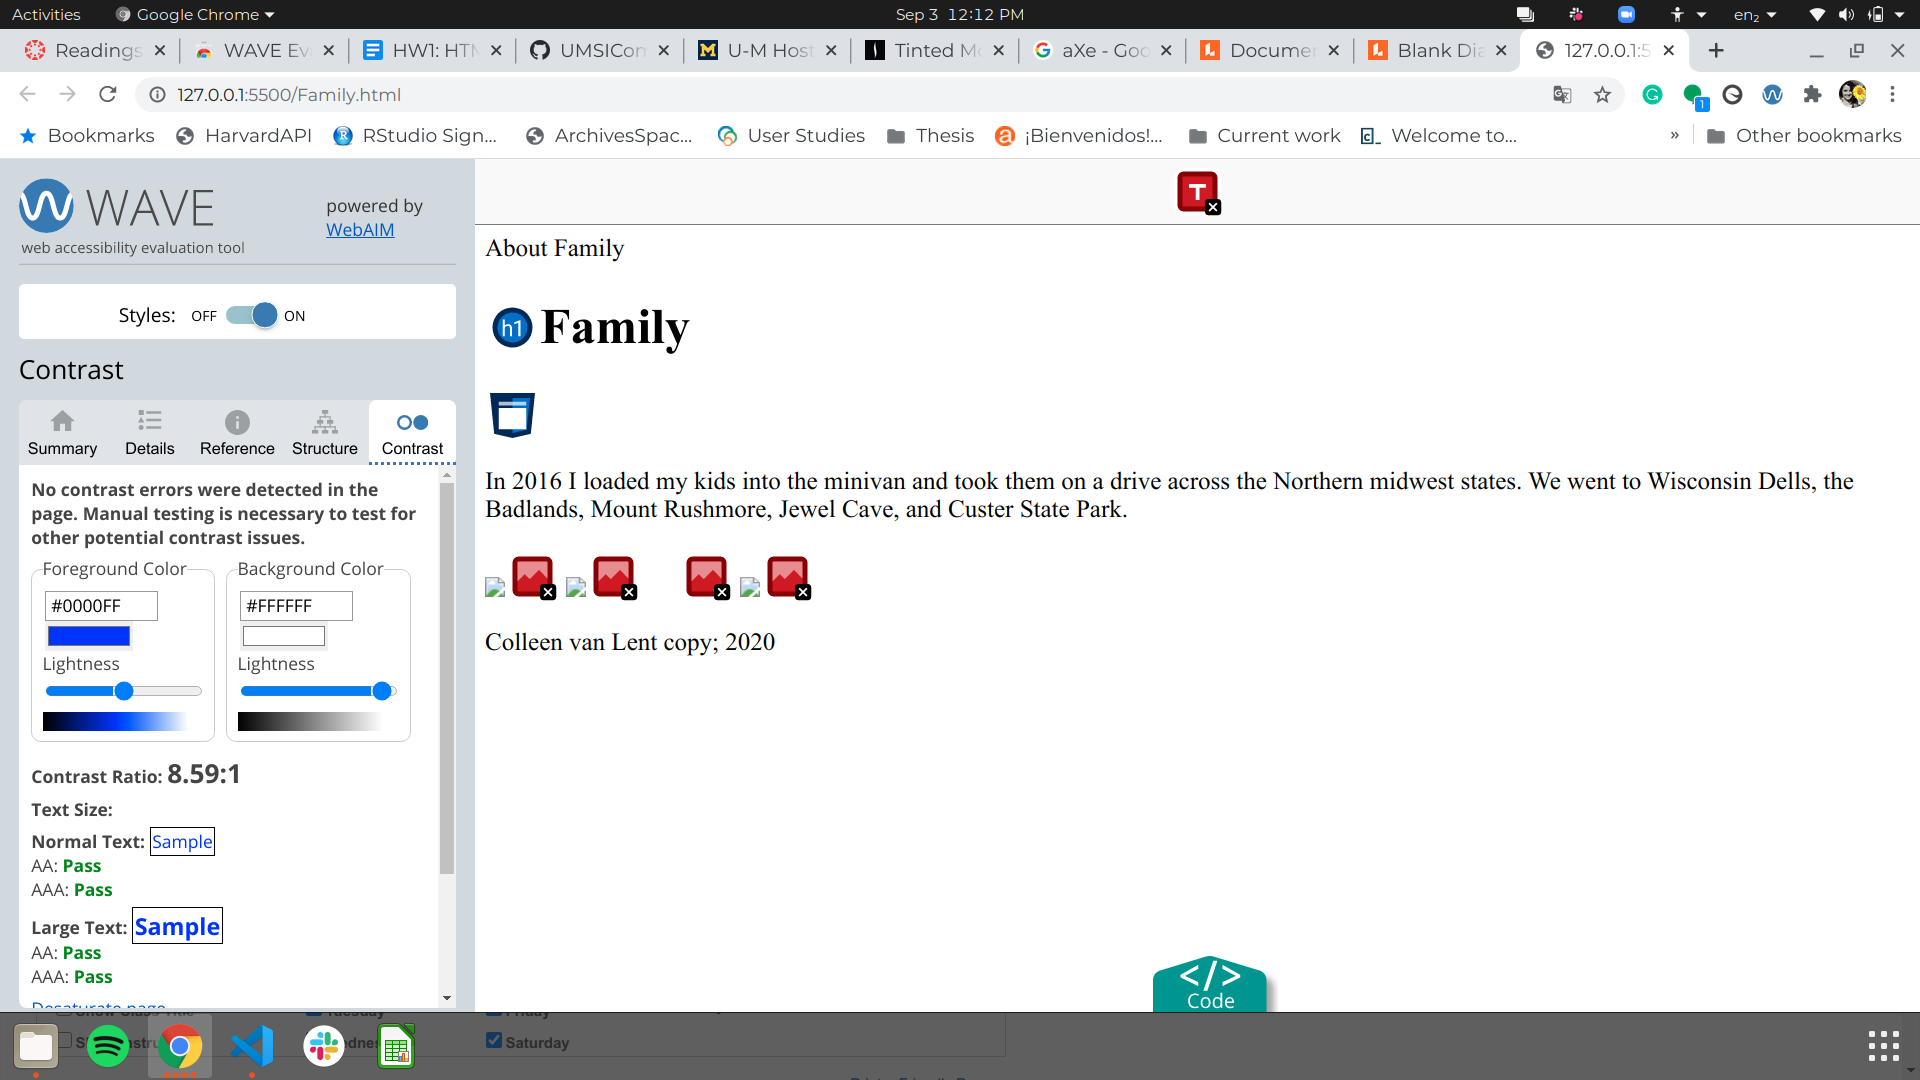 Activities Google Chrome Sep 3 12:12 PM en₂
Readings WAVE Ev HW1: HTM UMSICon U-M Host Tinted Mo aXe - Goo Documen Blank Dia 127.0.0.1:5
127.0.0.1:5500/Family.html 1
Bookmarks HarvardAPI RStudio Sign... ArchivesSpac... User Studies Thesis ¡Bienvenidos!... Current work Welcome to... » Other bookmarks
WAVE
powered by
WebAIM
web accessibility evaluation tool
Styles: OFF ON
Contrast
Summary Details Reference Structure Contrast
No contrast errors were detected in the
page. Manual testing is necessary to test for
other potential contrast issues.
Foreground Color Background Color
#0000FF #FFFFFF
Lightness Lightness
Contrast Ratio: 8.59:1
Text Size:
Normal Text: Sample
AA: Pass
AAA: Pass
Large Text: Sample
AA: Pass
AAA: Pass
Desaturate page
T
About Family
h1 Family
In 2016 I loaded my kids into the minivan and took them on a drive across the Northern midwest states. We went to Wisconsin Dells, the
Badlands, Mount Rushmore, Jewel Cave, and Custer State Park.
Colleen van Lent copy; 2020
</>
Code
Show Class Title Tuesday Friday
Saturday